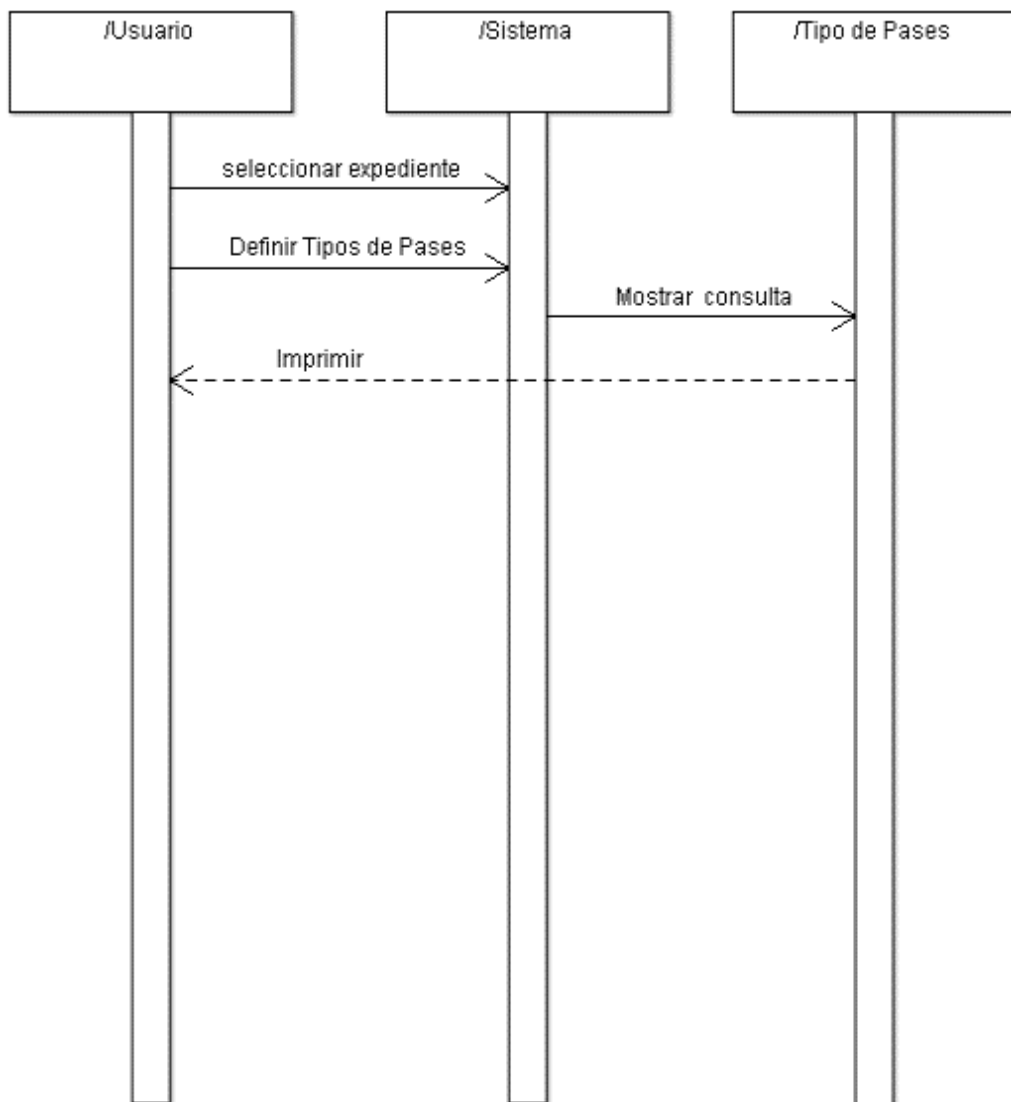 /Usuario
/Sistema
/Tipo de Pases
seleccionar expediente
Definir Tipos de Pases
Mostrar consulta
Imprimir